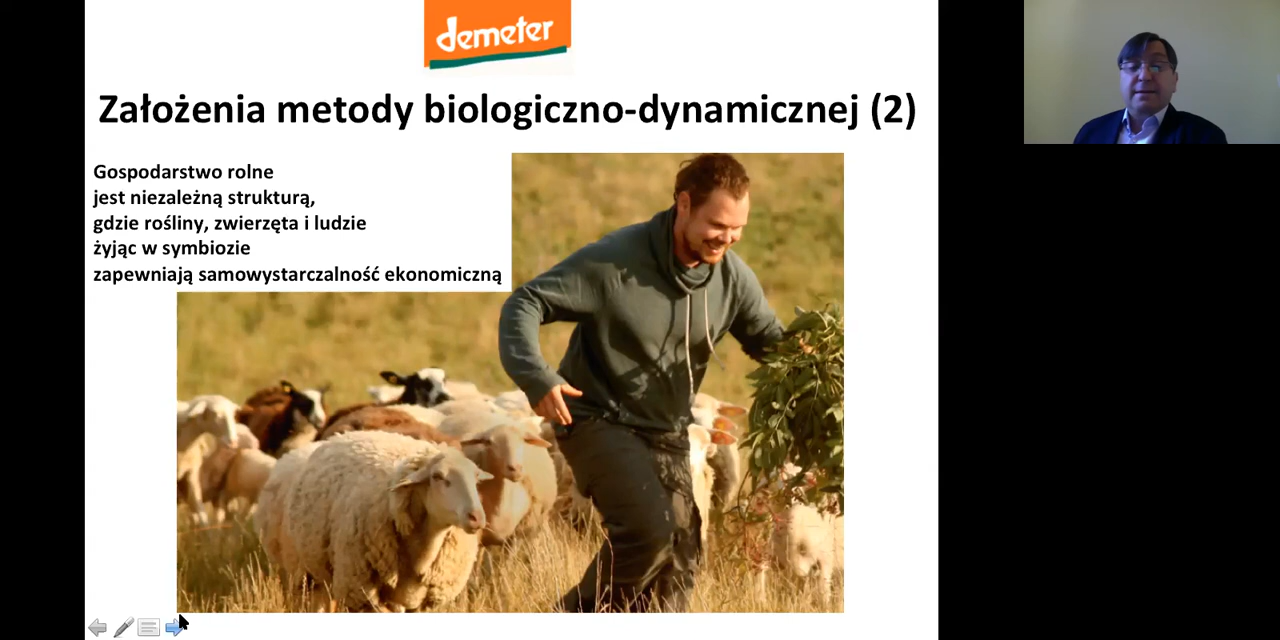 demeter
Założenia metody biologiczno-dynamicznej (2)
Gospodarstwo rolne
jest niezależną strukturą,
gdzie rośliny, zwierzęta i ludzie
żyjąc w symbiozie
zapewniają samowystarczalność ekonomiczną